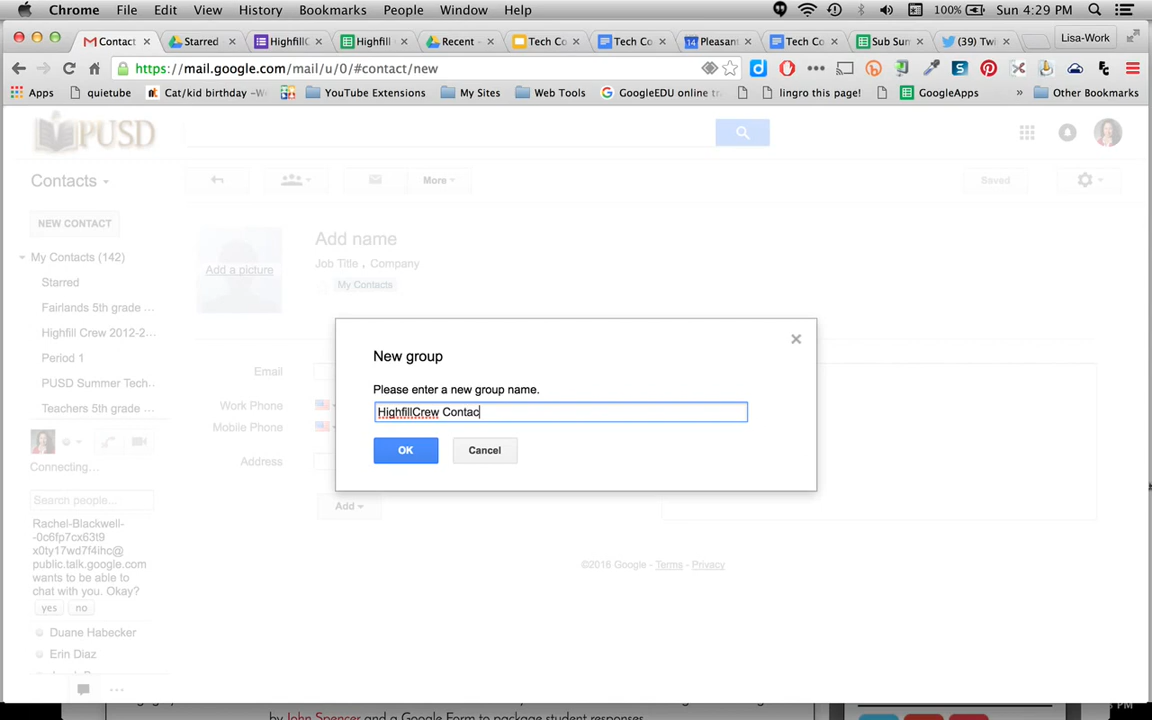 Chrome File Edit View History Bookmarks People Window Help 100% Sun 4:29 PM
Contact Starred Highfill Highfill Recent - Tech Co Tech Co 14 Pleasant Tech Co Sub Sun (39) Tw Lisa-Work
https://mail.google.com/mail/u/0/#contact/new
Apps quietube Cat/kid birthday YouTube Extensions My Sites Web Tools GoogleEDU online tr lingro this page! GoogleApps » Other Bookmarks
PUSD
Contacts More Saved
NEW CONTACT
My Contacts (142)
Starred
Fairlands 5th grade ...
Highfill Crew 2012-2...
Period 1
PUSD Summer Tech..
Teachers 5th grade ...
Connecting...
Search people...
Rachel-Blackwell-
-0c6fp7cx63t9
x0ty17wd7f4ihc@
public.talk.google.com
wants to be able to
chat with you. Okay?
yes no
Duane Habecker
Erin Diaz
Add a picture
Add name
Job Title , Company
My Contacts
Email
Work Phone
Mobile Phone
Address
Add
New group
Please enter a new group name.
HighfillCrew Contac
OK Cancel
©2016 Google - Terms - Privacy
by John Spencer and a Google Form to package student responses.